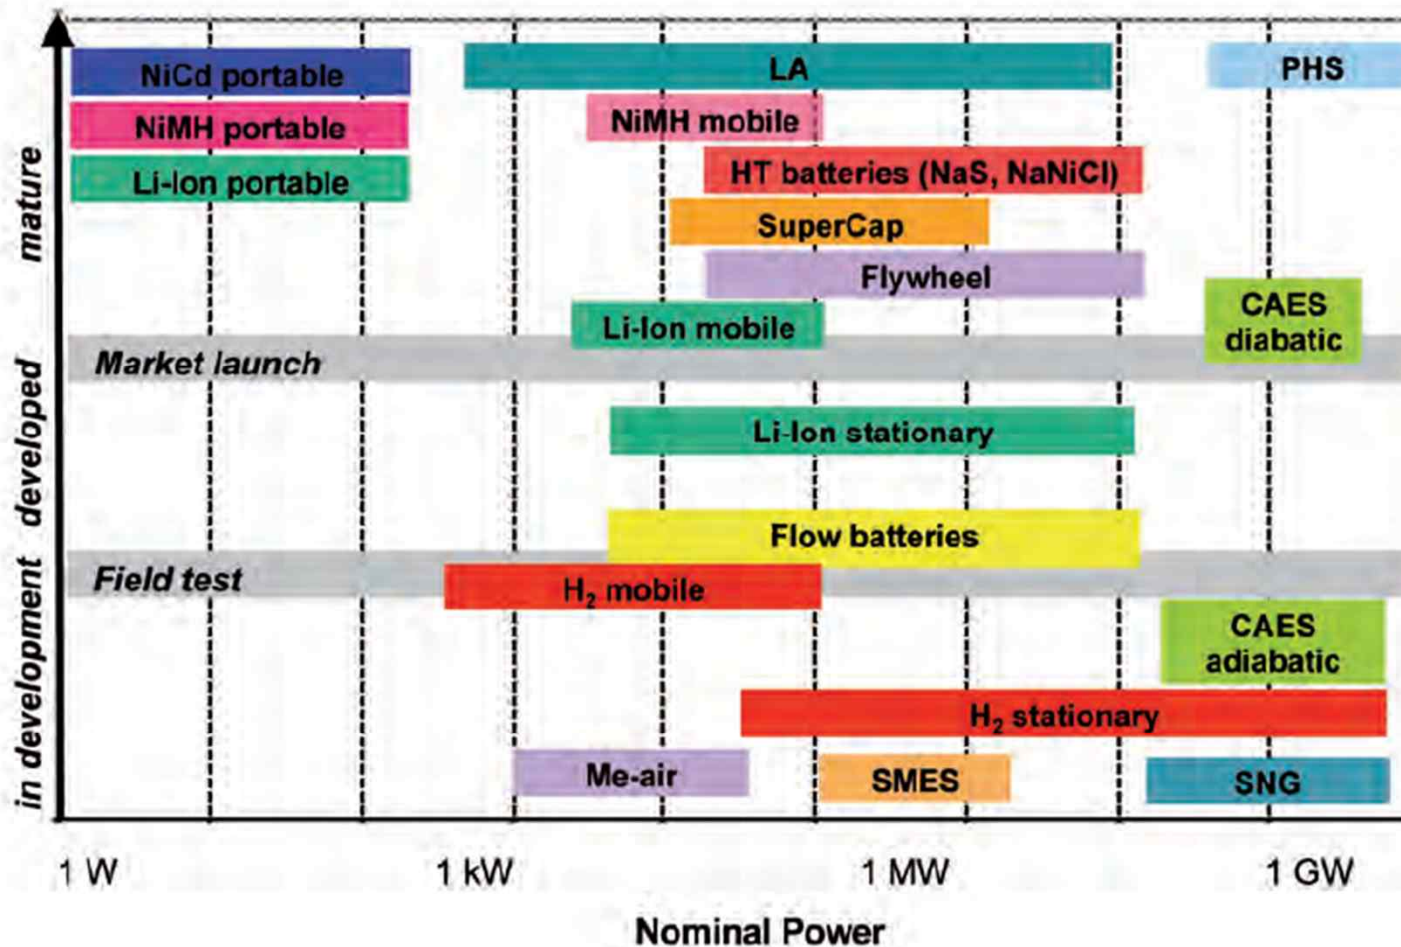 NiCd portable
LA
PHS
NiMH portable
NiMH mobile
Li-Ion portable
HT batteries (NaS, NaNiCl)
SuperCap
Flywheel
CAES
diabatic
Li-Ion mobile
Market launch
Li-Ion stationary
Flow batteries
Field test
H₂ mobile
CAES
adiabatic
H₂ stationary
Me-air
SMES
SNG
mature
developed
in development
1 W
1 kW
1 MW
1 GW
Nominal Power